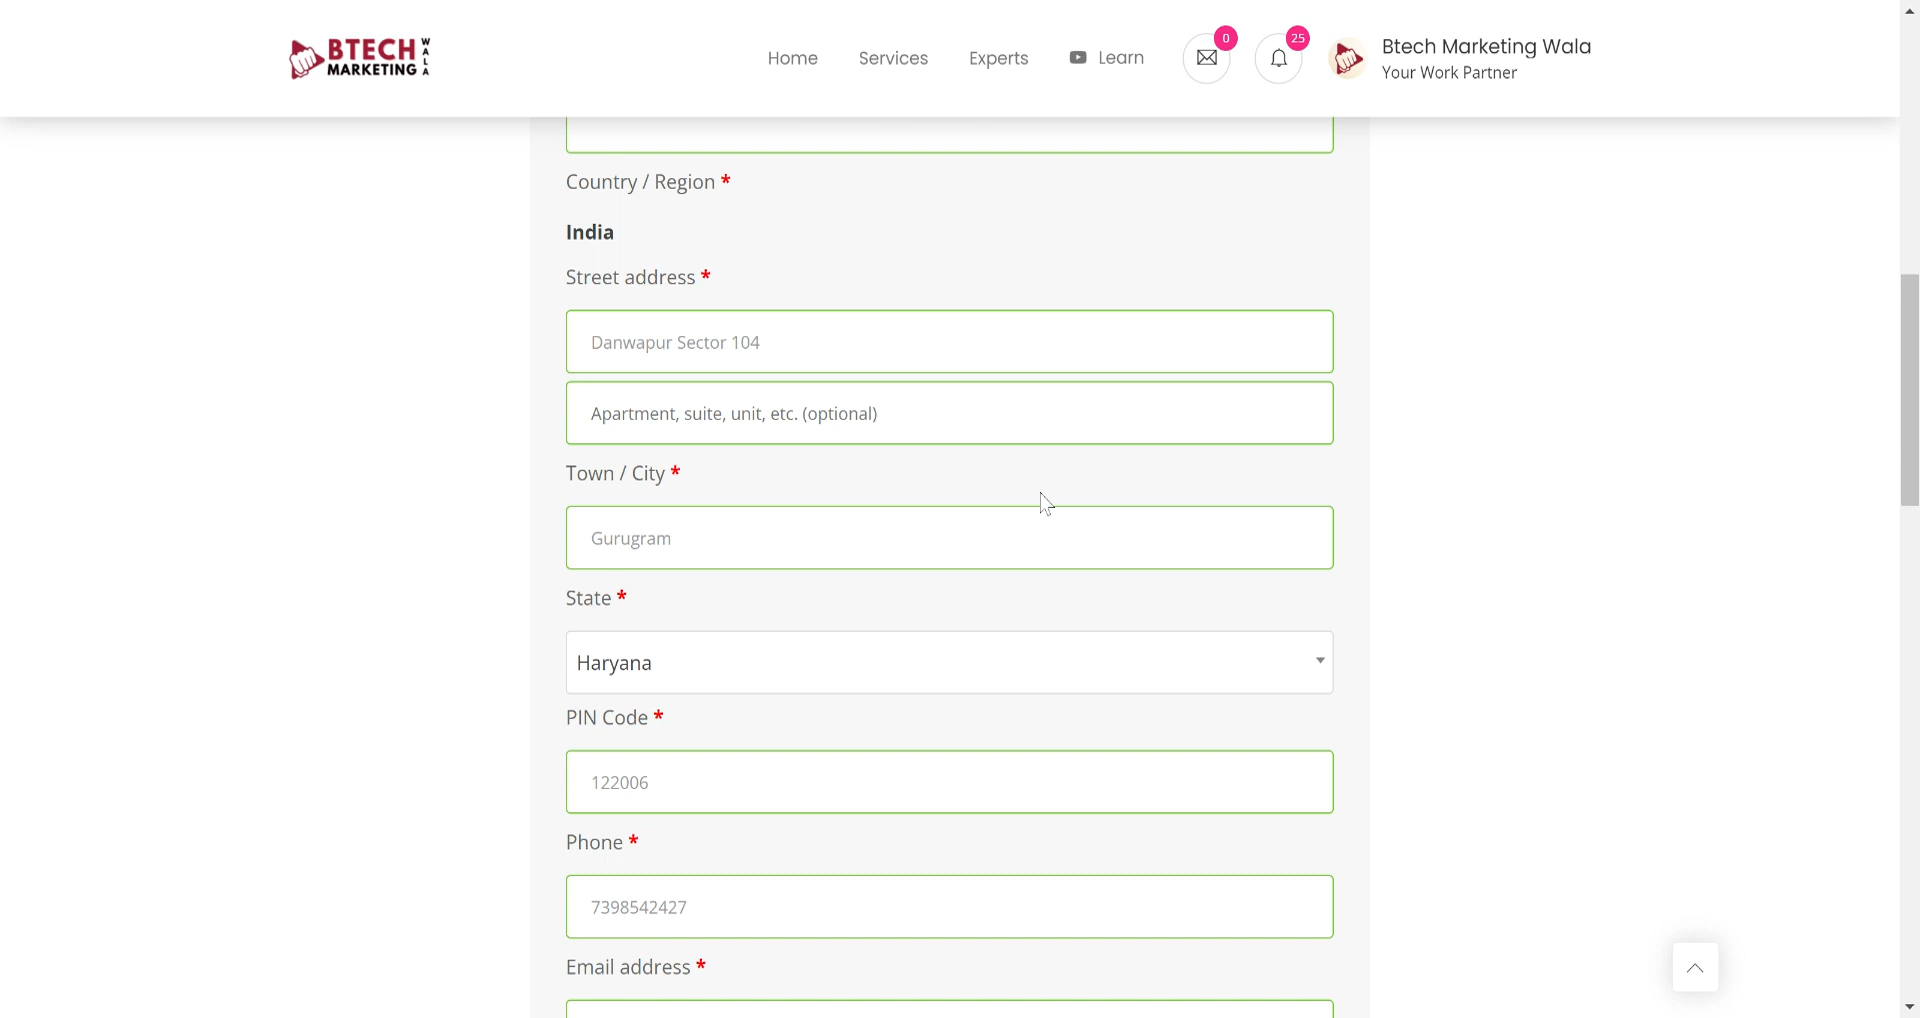 BTECH
MARKETING
WALA
Home
Services
Experts
Learn
0
25
Btech Marketing Wala
Your Work Partner
Country / Region *
India
Street address *
Danwapur Sector 104
Apartment, suite, unit, etc. (optional)
Town / City *
Gurugram
State *
Haryana
PIN Code *
122006
Phone *
7398542427
Email address *